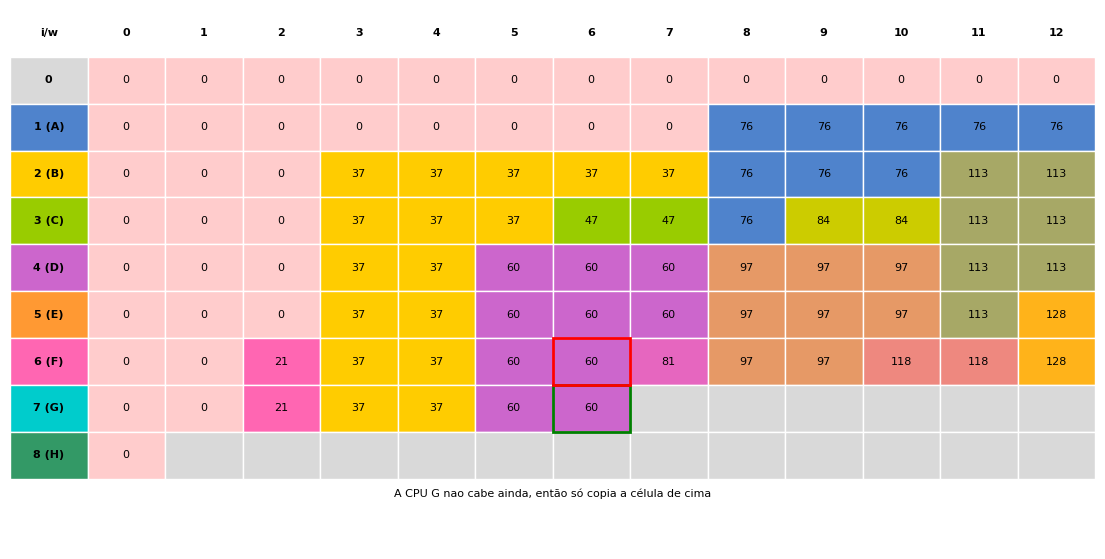 i/w 0 1 2 3 4 5 6 7 8 9 10 11 12
0 0 0 0 0 0 0 0 0 0 0 0 0 0
1 (A) 0 0 0 0 0 0 0 0 76 76 76 76 76
2 (B) 0 0 0 37 37 37 37 37 76 76 76 113 113
3 (C) 0 0 0 37 37 37 47 47 76 84 84 113 113
4 (D) 0 0 0 37 37 60 60 60 97 97 97 113 113
5 (E) 0 0 0 37 37 60 60 60 97 97 97 113 128
6 (F) 0 0 21 37 37 60 60 81 97 97 118 118 128
7 (G) 0 0 21 37 37 60 60
8 (H) 0
A CPU G nao cabe ainda, então só copia a célula de cima